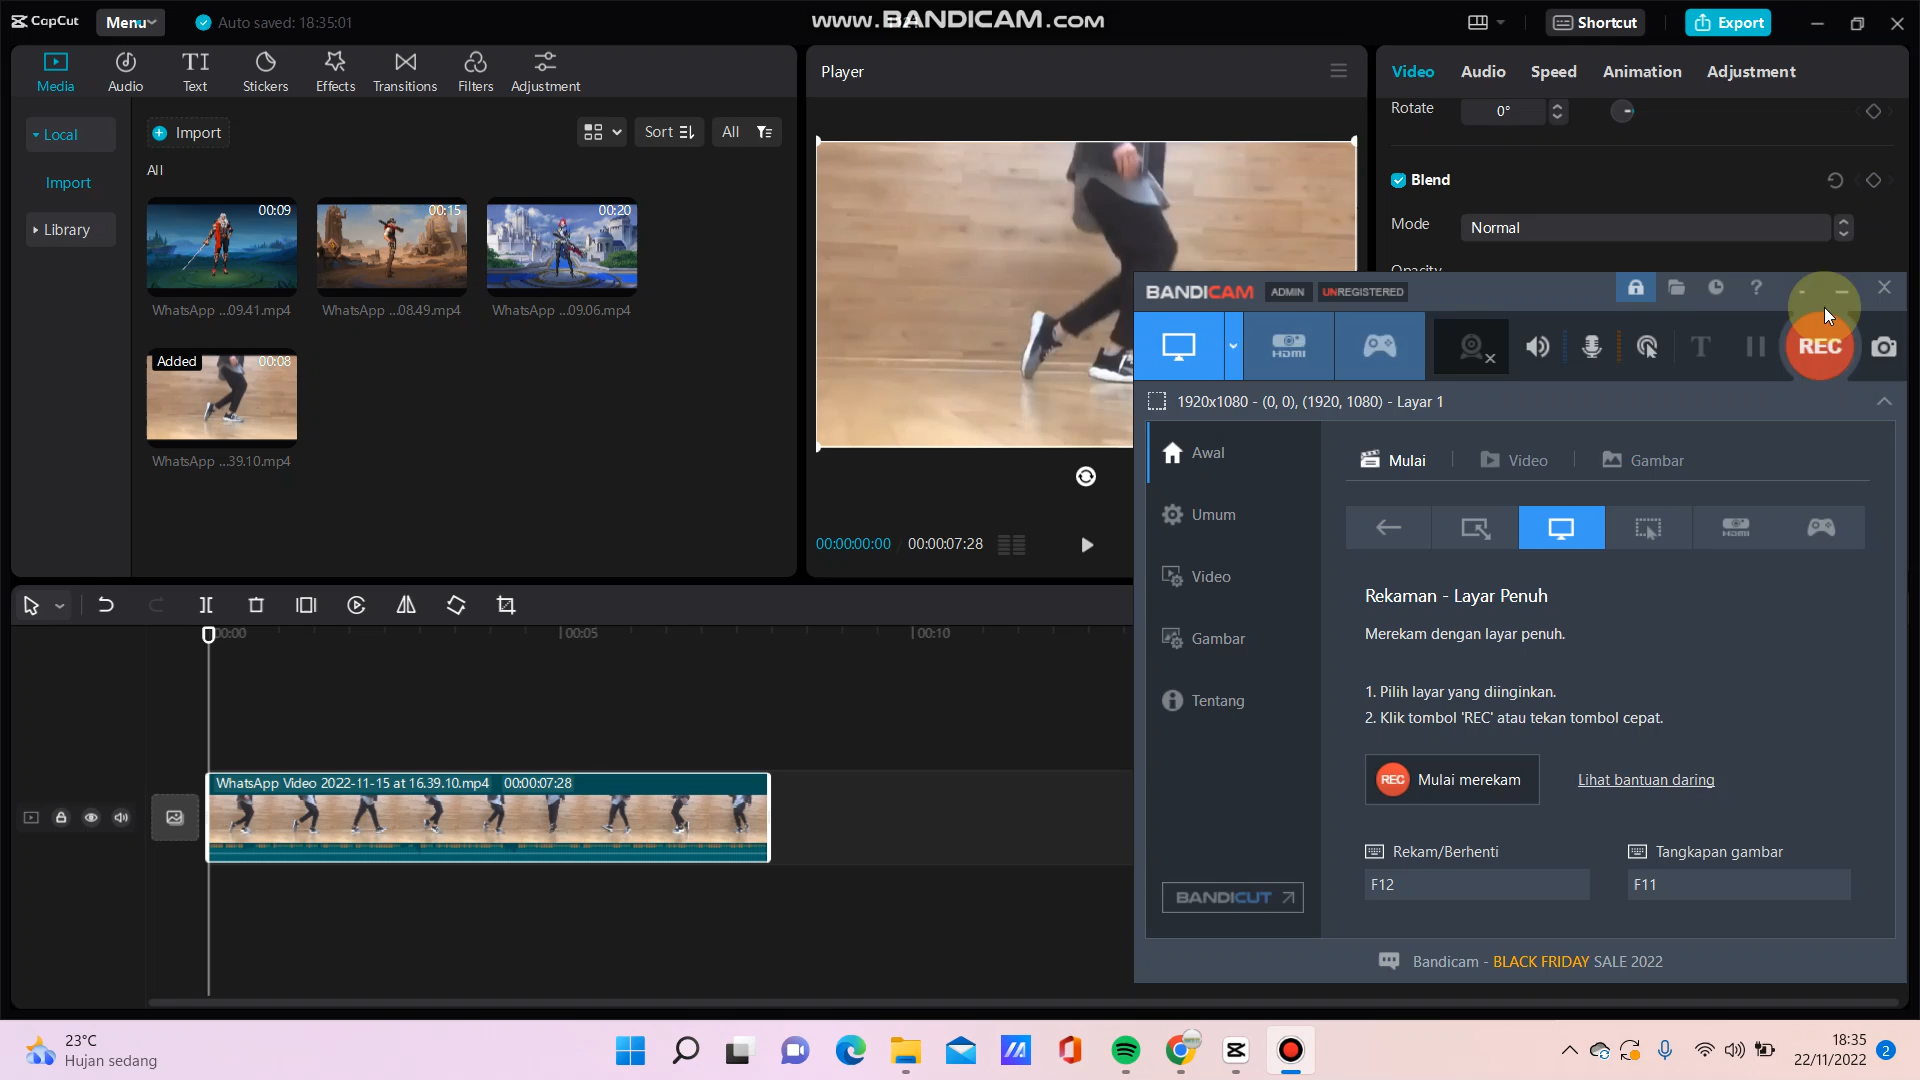 CapCut
Menu
Auto saved: 18:35:01
www.BANDICAM.com
Shortcut
Export
Media
Audio
Text
Stickers
Effects
Transitions
Filters
Adjustment
Player
Video
Audio
Speed
Animation
Adjustment
Local
Import
Library
Import
Sort
All
All
00:09
00:15
00:20
WhatsApp ...09.41.mp4
WhatsApp ...08.49.mp4
WhatsApp ...09.06.mp4
Added
00:08
WhatsApp ...39.10.mp4
Rotate
0°
Blend
Mode
Normal
00:00:00:00
00:00:07:28
BANDICAM
ADMIN
UNREGISTERED
HDMI
REC
1920x1080 - (0, 0), (1920, 1080) - Layar 1
Awal
Umum
Video
Gambar
Tentang
BANDICUT
Mulai
Video
Gambar
HDMI
Rekaman - Layar Penuh
Merekam dengan layar penuh.
1. Pilih layar yang diinginkan.
2. Klik tombol 'REC' atau tekan tombol cepat.
REC
Mulai merekam
Lihat bantuan daring
Rekam/Berhenti
Tangkapan gambar
F12
F11
Bandicam - BLACK FRIDAY SALE 2022
00:00
00:05
00:10
WhatsApp Video 2022-11-15 at 16.39.10.mp4
00:00:07:28
23°C
Hujan sedang
18:35
22/11/2022
2